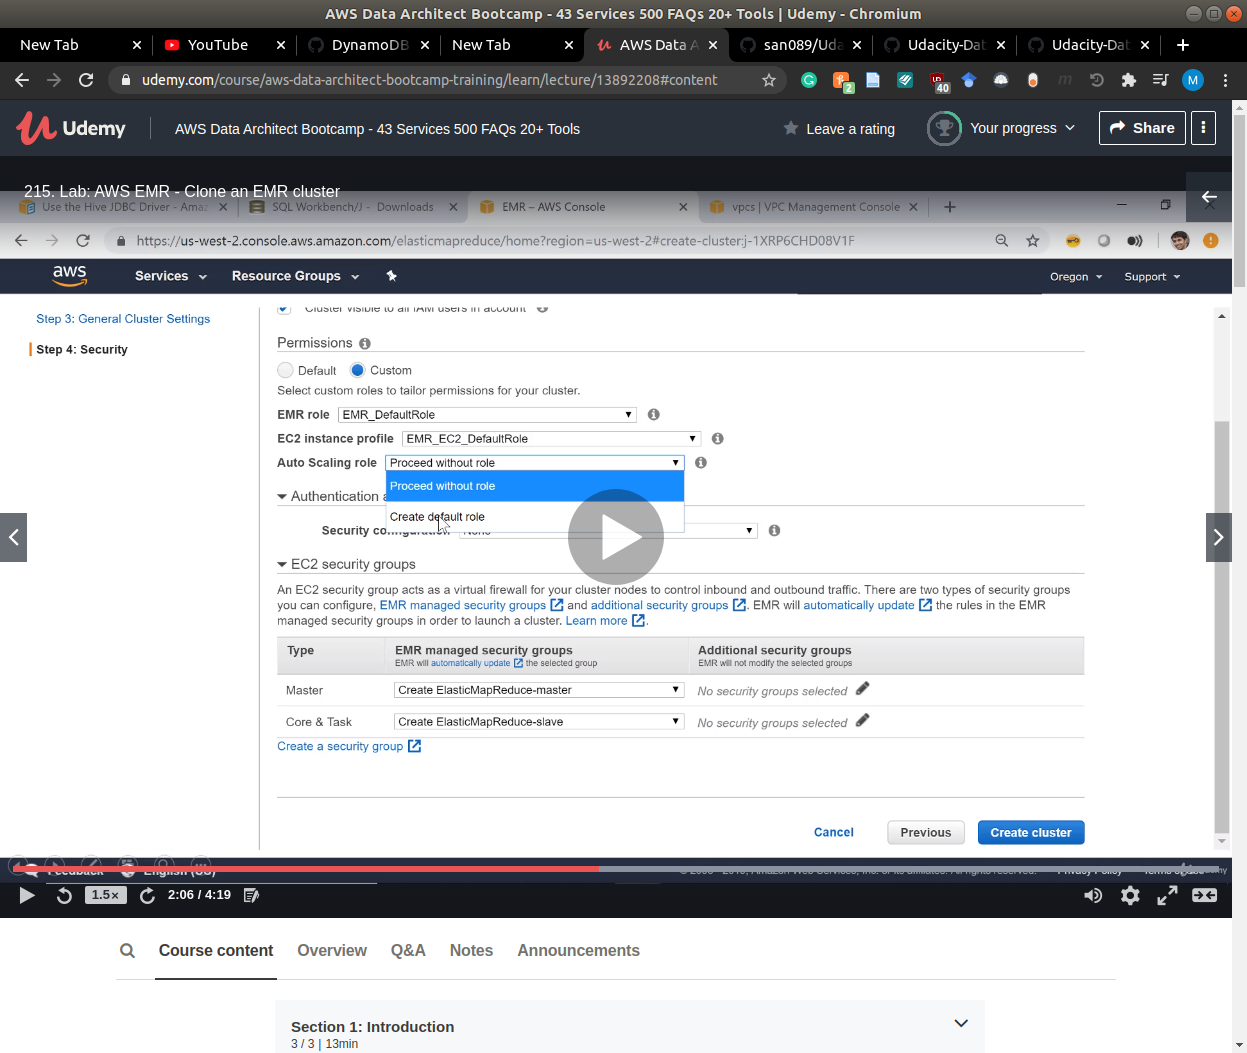 AWS Data Architect Bootcamp - 43 Services 500 FAQs 20+ Tools | Udemy - Chromium
New Tab
YouTube
DynamoDB
New Tab
AWS Data A
san089/Uda
Udacity-Dat
Udacity-Dat
udemy.com/course/aws-data-architect-bootcamp-training/learn/lecture/13892208#content
2
40
M
Udemy
AWS Data Architect Bootcamp - 43 Services 500 FAQs 20+ Tools
Leave a rating
Your progress
Share
215. Lab: AWS EMR - Clone an EMR cluster
Use the Hive JDBC Driver - Amaz
SQL Workbench/J - Downloads
EMR – AWS Console
vpcs | VPC Management Console
https://us-west-2.console.aws.amazon.com/elasticmapreduce/home?region=us-west-2#create-cluster:j-1XRP6CHD08V1F
aws
Services
Resource Groups
Oregon
Support
Step 3: General Cluster Settings
Step 4: Security
Cluster visible to all IAM users in account
Permissions
Default
Custom
Select custom roles to tailor permissions for your cluster.
EMR role
EMR_DefaultRole
EC2 instance profile
EMR_EC2_DefaultRole
Auto Scaling role
Proceed without role
Proceed without role
Create default role
Authentication a
Security configuration
None
EC2 security groups
An EC2 security group acts as a virtual firewall for your cluster nodes to control inbound and outbound traffic. There are two types of security groups
you can configure, EMR managed security groups and additional security groups . EMR will automatically update the rules in the EMR
managed security groups in order to launch a cluster. Learn more .
Type
EMR managed security groups
EMR will automatically update the selected group
Additional security groups
EMR will not modify the selected groups
Master
Create ElasticMapReduce-master
No security groups selected
Core & Task
Create ElasticMapReduce-slave
No security groups selected
Create a security group
Cancel
Previous
Create cluster
Feedback
English (US)
Privacy Policy
1.5×
2:06 / 4:19
Course content
Overview
Q&A
Notes
Announcements
Section 1: Introduction
3 / 3 | 13min